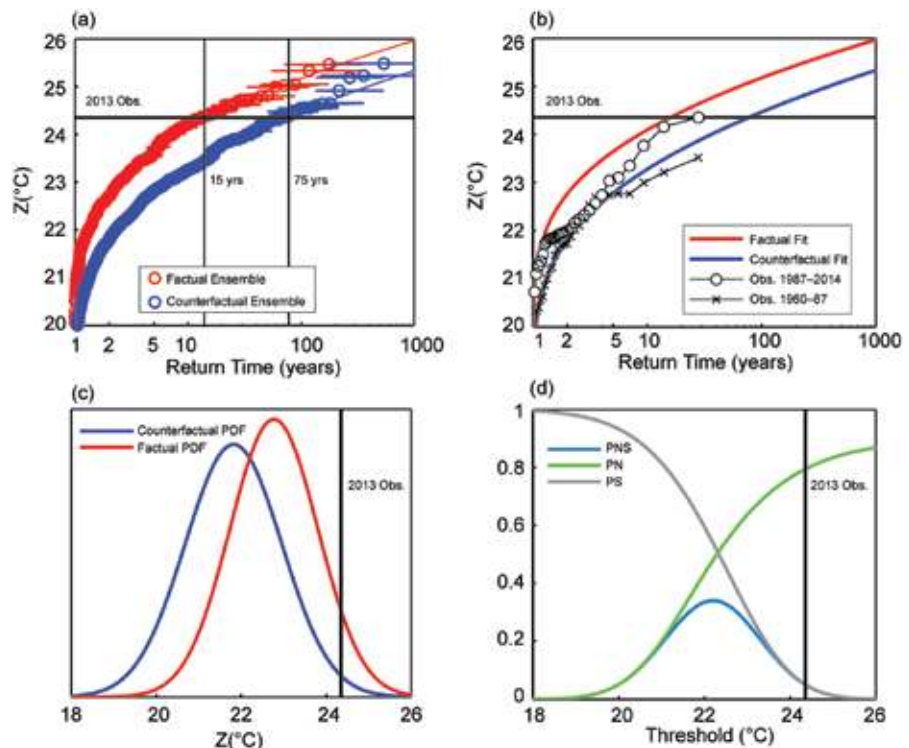 (a)
26
25
24
23
22
21
20
Z(°C)
2013 Obs.
15 yrs
75 yrs
Factual Ensemble
Counterfactual Ensemble
1 2 5 10 100 1000
Return Time (years)
(b)
26
25
24
23
22
21
20
Z(°C)
2013 Obs.
Factual Fit
Counterfactual Fit
Obs. 1987–2014
Obs. 1960–87
1 2 5 10 100 1000
Return Time (years)
(c)
Counterfactual PDF
Factual PDF
2013 Obs.
18 20 22 24 26
Z(°C)
(d)
1
0.8
0.6
0.4
0.2
0
PNS
PN
PS
2013 Obs.
18 20 22 24 26
Threshold (°C)